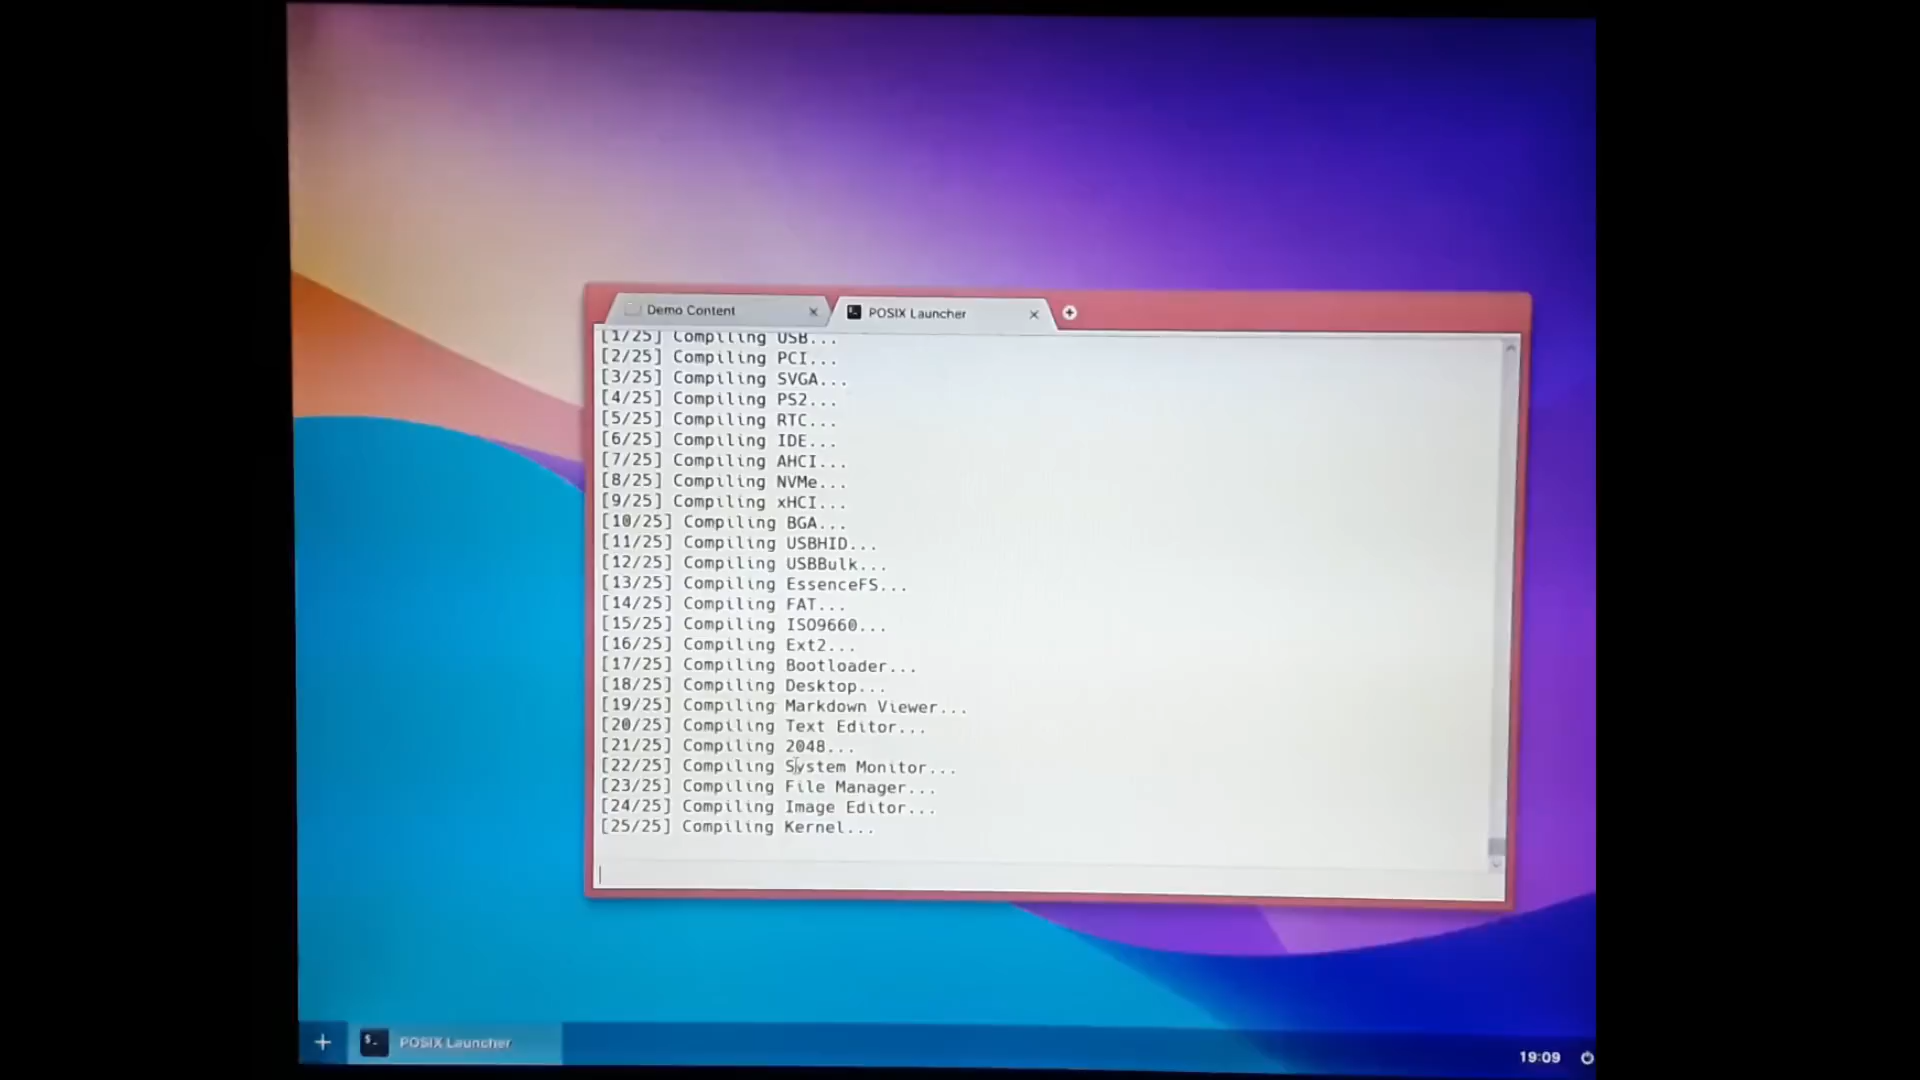 Demo Content
POSIX Launcher
[1/25] Compiling USB...
[2/25] Compiling PCI...
[3/25] Compiling SVGA...
[4/25] Compiling PS2...
[5/25] Compiling RTC...
[6/25] Compiling IDE...
[7/25] Compiling AHCI...
[8/25] Compiling NVMe...
[9/25] Compiling xHCI...
[10/25] Compiling BGA...
[11/25] Compiling USBHID...
[12/25] Compiling USBBulk...
[13/25] Compiling EssenceFS...
[14/25] Compiling FAT...
[15/25] Compiling ISO9660...
[16/25] Compiling Ext2...
[17/25] Compiling Bootloader...
[18/25] Compiling Desktop...
[19/25] Compiling Markdown Viewer...
[20/25] Compiling Text Editor...
[21/25] Compiling 2048...
[22/25] Compiling System Monitor...
[23/25] Compiling File Manager...
[24/25] Compiling Image Editor...
[25/25] Compiling Kernel...
POSIX Launcher
19:09